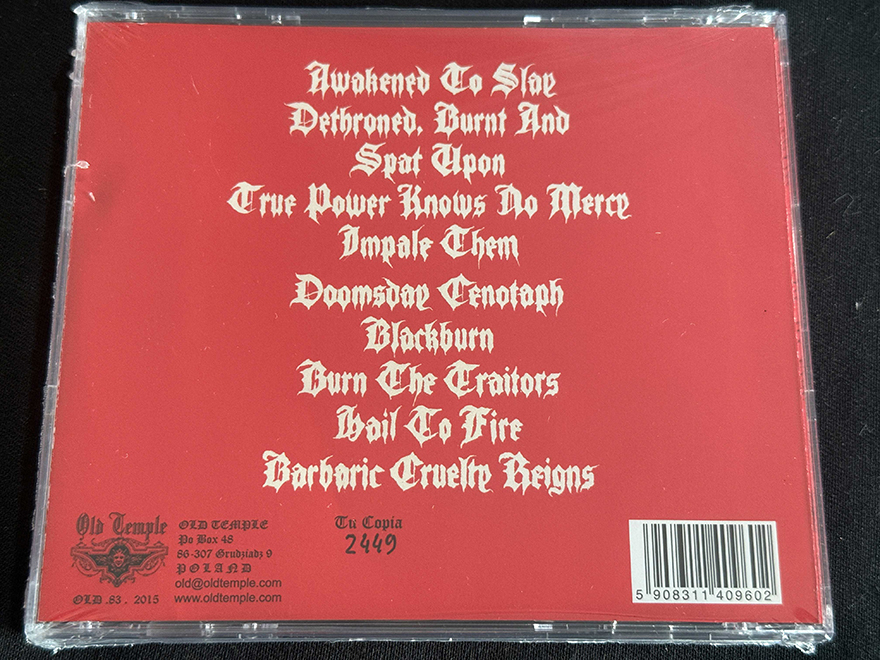 Awakened To Slay
Dethroned, Burnt And
Spat Upon
True Power Knows No Mercy
Impale Them
Doomsday Cenotaph
Blackburn
Burn The Traitors
Hail To Fire
Barbaric Cruelty Reigns
Old Temple
OLD .63. 2015
OLD TEMPLE
Po Box 48
86-307 Grudziadz 9
POLAND
old@oldtemple.com
www.oldtemple.com
Tu Copia
2449
5 908311 409602